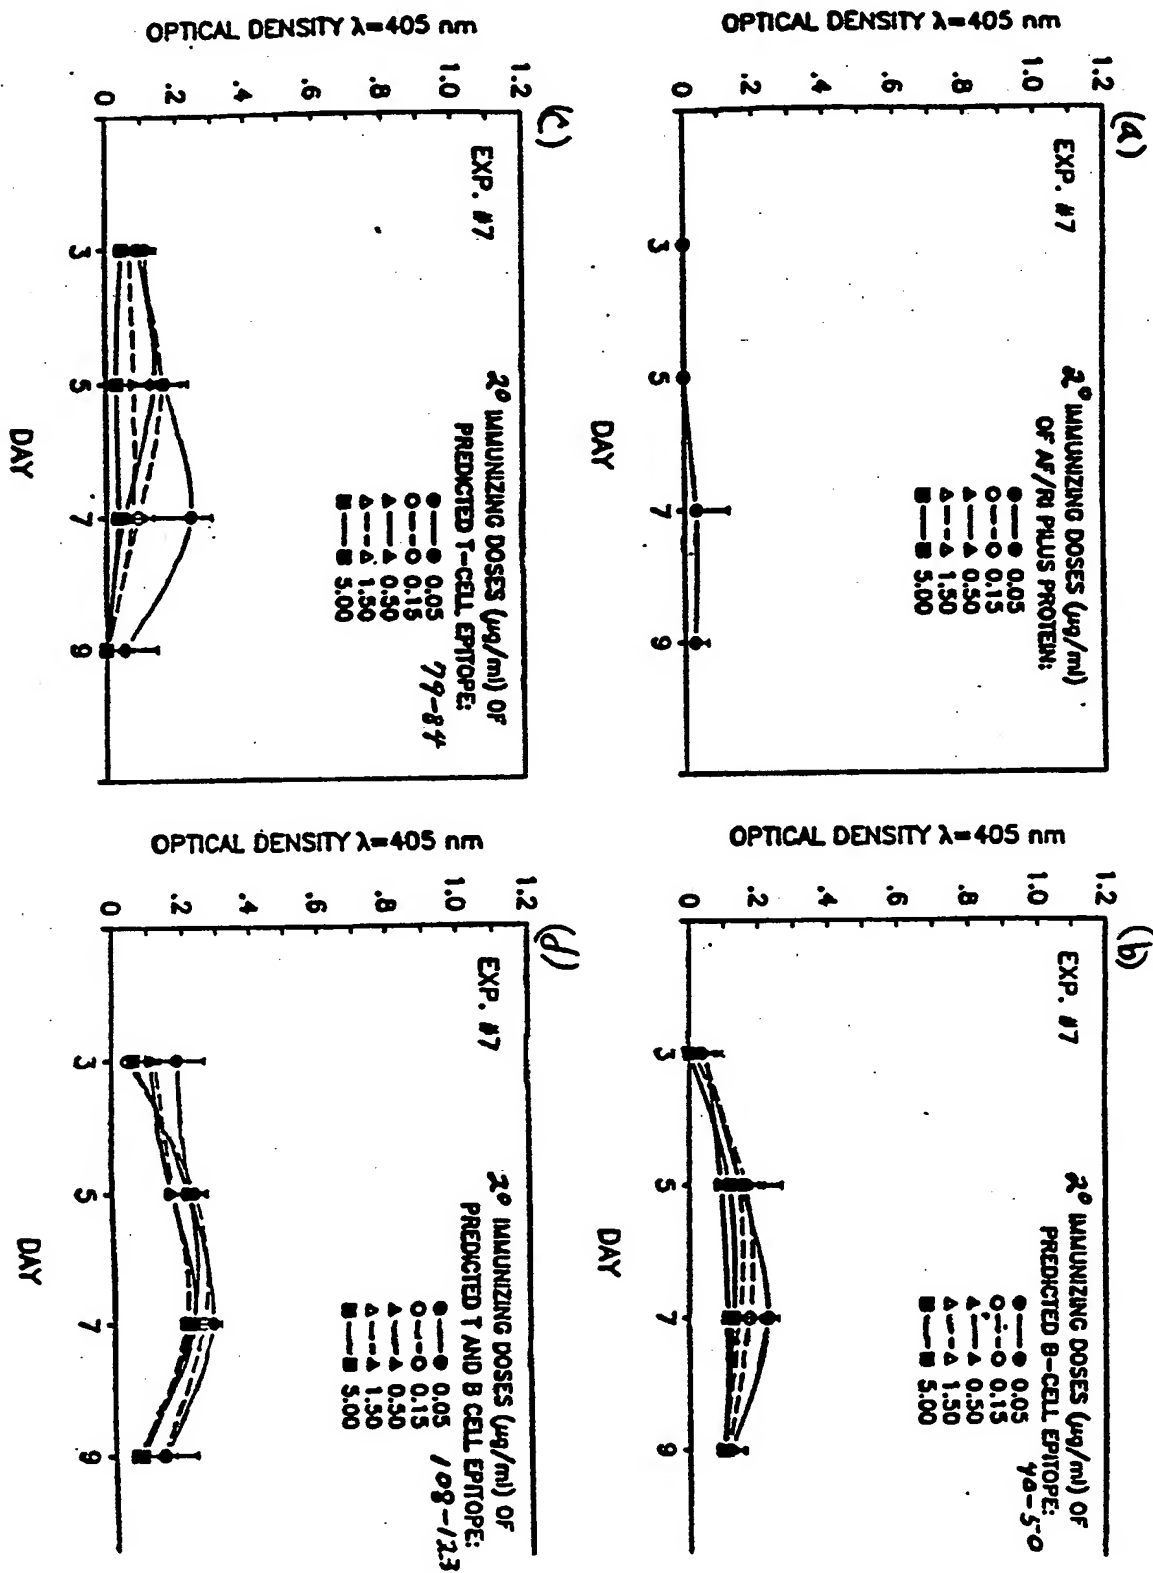 (a)
OPTICAL DENSITY λ=405 nm
1.2
1.0
.8
.6
.4
.2
0
EXP. #7
2° IMMUNIZING DOSES (µg/ml)
OF AF/R1 PILUS PROTEIN:
0.05
0.15
0.50
1.50
5.00
3
5
7
9
DAY
(b)
OPTICAL DENSITY λ=405 nm
1.2
1.0
.8
.6
.4
.2
0
EXP. #7
2° IMMUNIZING DOSES (µg/ml) OF
PREDICTED B-CELL EPITOPE:
40-50
0.05
0.15
0.50
1.50
5.00
3
5
7
9
DAY
(c)
OPTICAL DENSITY λ=405 nm
1.2
1.0
.8
.6
.4
.2
0
EXP. #7
2° IMMUNIZING DOSES (µg/ml) OF
PREDICTED T-CELL EPITOPE:
79-84
0.05
0.15
0.50
1.50
5.00
3
5
7
9
DAY
(d)
OPTICAL DENSITY λ=405 nm
1.2
1.0
.8
.6
.4
.2
0
EXP. #7
2° IMMUNIZING DOSES (µg/ml) OF
PREDICTED T AND B CELL EPITOPE:
108-123
0.05
0.15
0.50
1.50
5.00
3
5
7
9
DAY